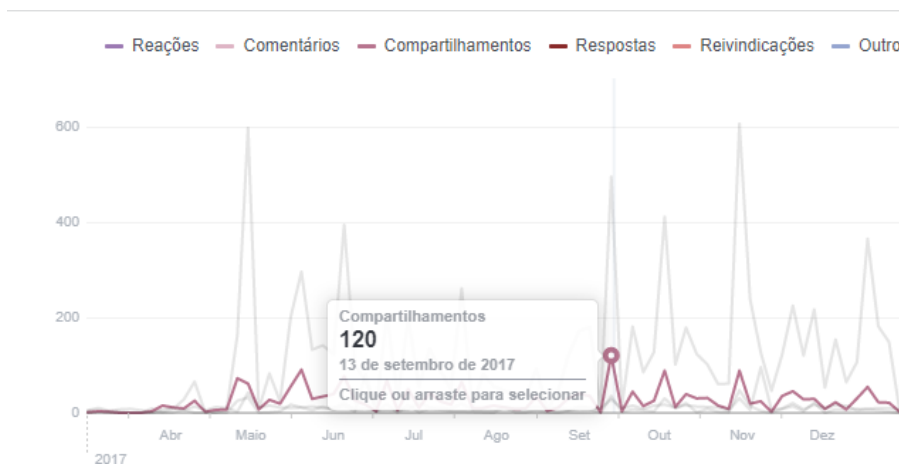 Reações Comentários Compartilhamentos Respostas Reivindicações Outro
600
400
200
0
Compartilhamentos
120
13 de setembro de 2017
Clique ou arraste para selecionar
Abr Maio Jun Jul Ago Set Out Nov Dez
2017